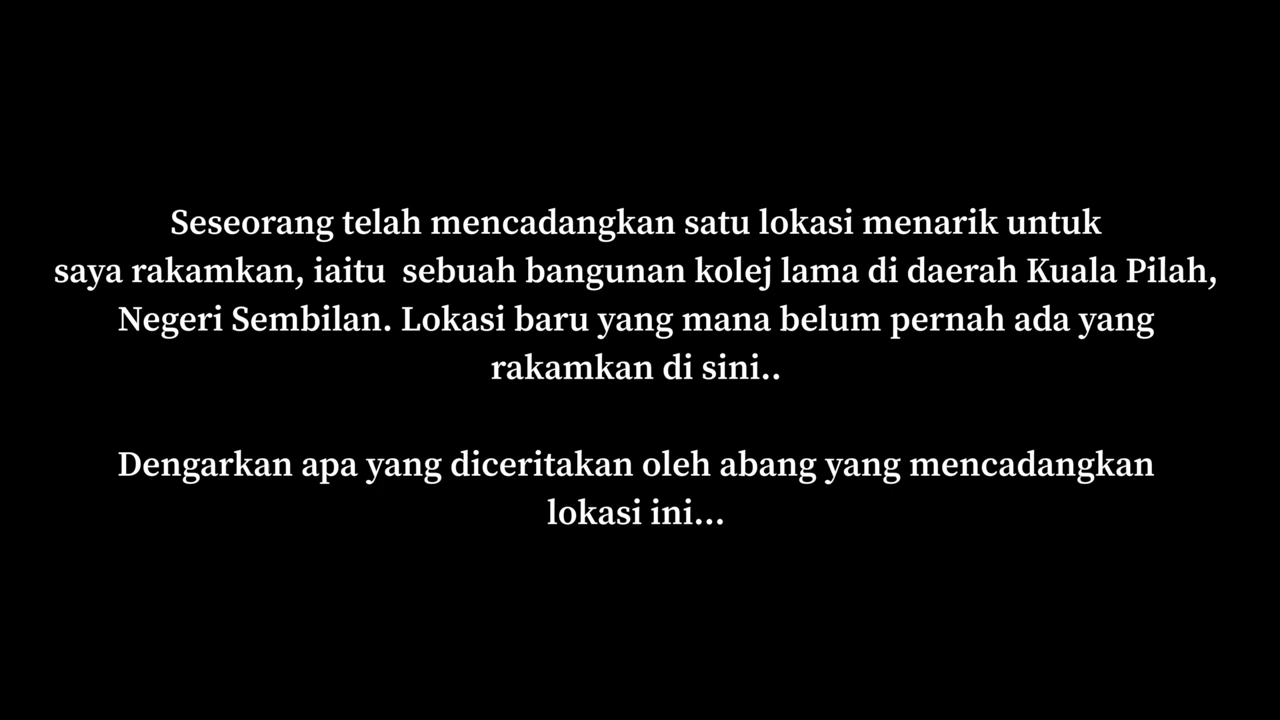 Seseorang telah mencadangkan satu lokasi menarik untuk
saya rakamkan, iaitu  sebuah bangunan kolej lama di daerah Kuala Pilah,
Negeri Sembilan. Lokasi baru yang mana belum pernah ada yang
rakamkan di sini..
Dengarkan apa yang diceritakan oleh abang yang mencadangkan
lokasi ini...